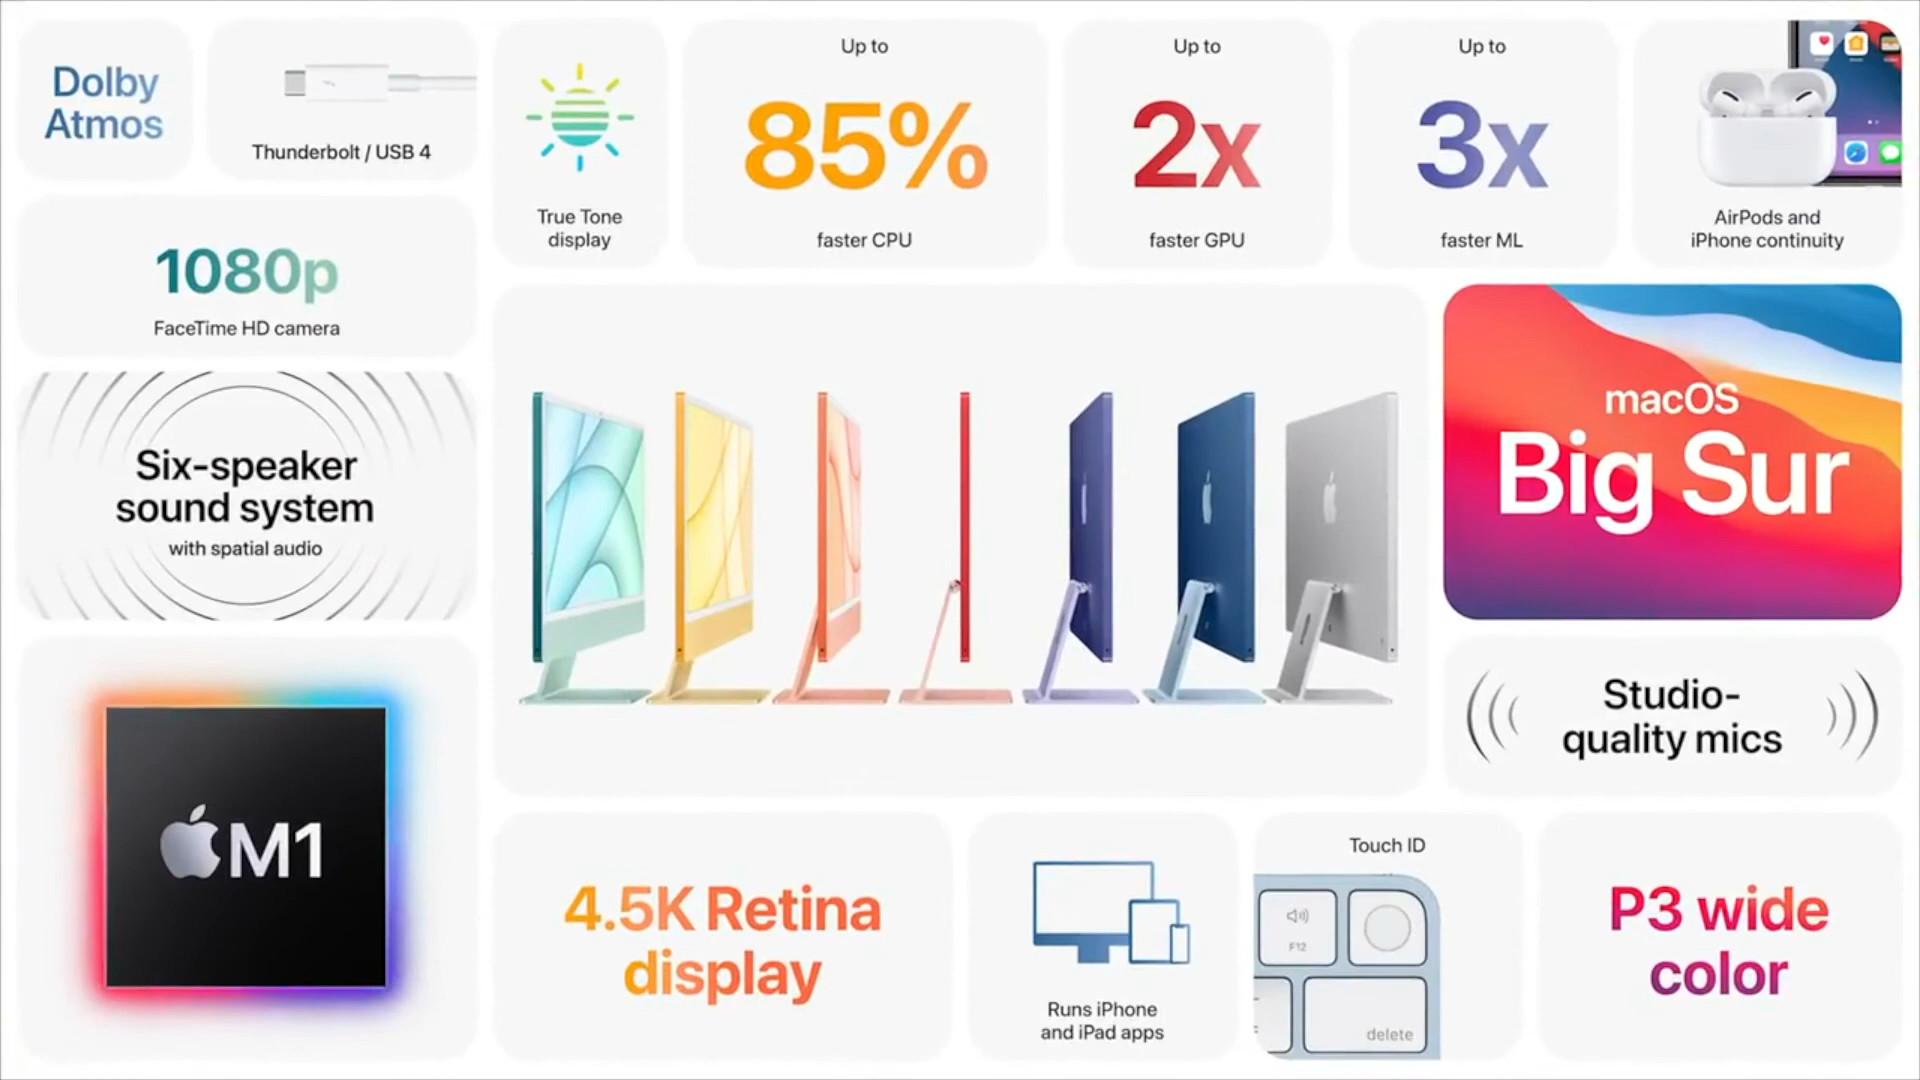 Dolby
Atmos
Thunderbolt / USB 4
True Tone
display
Up to
85%
faster CPU
Up to
2x
faster GPU
Up to
3x
faster ML
AirPods and
iPhone continuity
1080p
FaceTime HD camera
Six-speaker
sound system
with spatial audio
macOS
Big Sur
Studio-
quality mics
M1
4.5K Retina
display
Runs iPhone
and iPad apps
Touch ID
F12
delete
P3 wide
color